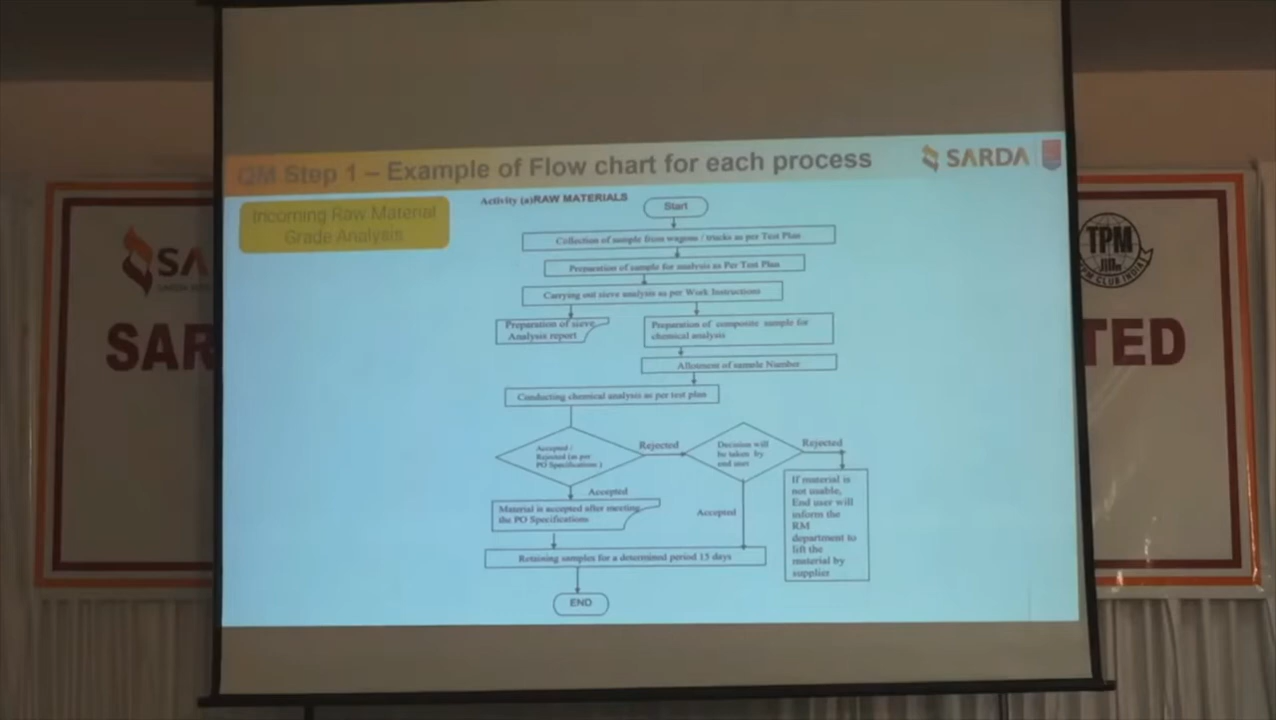 QM Step 1 – Example of Flow chart for each process
SARDA
Incoming Raw Material
Grade Analysis
Activity (a)RAW MATERIALS
Start
Collection of sample from wagons / trucks as per Test Plan
Preparation of sample for analysis as Per Test Plan
Carrying out sieve analysis as per Work Instructions
Preparation of sieve
Analysis report
Preparation of composite sample for
chemical analysis
Allotment of sample Number
Conducting chemical analysis as per test plan
Accepted /
Rejected (as per
PO Specifications )
Rejected
Decision will
be taken by
end user
Rejected
Accepted
Material is accepted after meeting
the PO Specifications
Accepted
If material is
not usable,
End user will
inform the
RM
department to
lift the
material by
supplier
Retaining samples for a determined period 15 days
END
SA
SAR
TPM
CLUB INDIA
TED